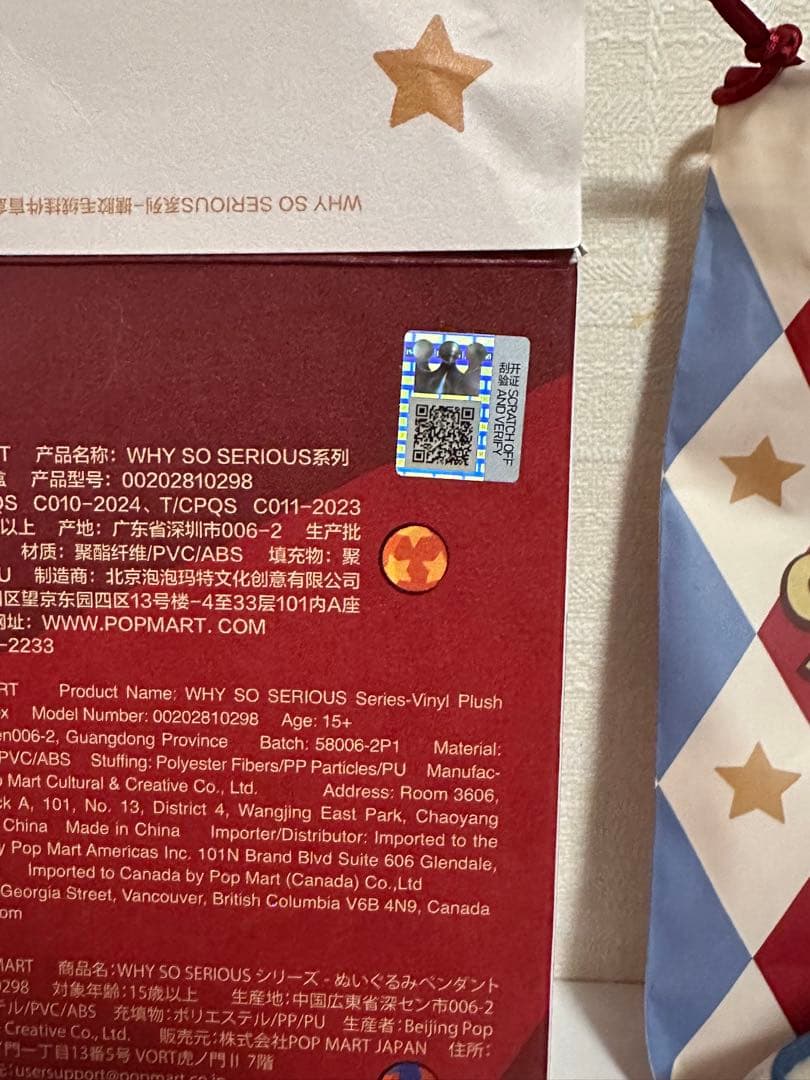 WHY SO SERIOUS系列-搪胶毛绒挂件盲盒
开 SCRATCH OFF
刮 验证 AND VERIFY
产品名称：WHY SO SERIOUS系列
盒 产品型号：00202810298
C010-2024、T/CPQS C011-2023
以上 产地：广东省深圳市006-2 生产批
材质：聚酯纤维/PVC/ABS 填充物：聚
U 制造商：北京泡泡玛特文化创意有限公司
区望京东园四区13号楼-4至33层101内A座
网址：WWW.POPMART. COM
-2233
Product Name: WHY SO SERIOUS Series-Vinyl Plush
Model Number: 00202810298 Age: 15+
006-2, Guangdong Province Batch: 58006-2P1 Material:
PVC/ABS Stuffing: Polyester Fibers/PP Particles/PU Manufac-
Mart Cultural & Creative Co., Ltd. Address: Room 3606,
A, 101, No. 13, District 4, Wangjing East Park, Chaoyang
China Made in China Importer/Distributor: Imported to the
Pop Mart Americas Inc. 101N Brand Blvd Suite 606 Glendale,
Imported to Canada by Pop Mart (Canada) Co.,Ltd
Georgia Street, Vancouver, British Columbia V6B 4N9, Canada
om
MART 商品名：WHY SO SERIOUS シリーズ - ぬいぐるみペンダント
0298 対象年齢：15歳以上 生産地：中国広東省深セン市006-2
テル/PVC/ABS 充填物：ポリエステル/PP/PU 生産者：Beijing Pop
Creative Co., Ltd. 販売元：株式会社POP MART JAPAN 住所：
門一丁目13番5号 VORT虎ノ門II 7階
usersupport@popmart.co.jp